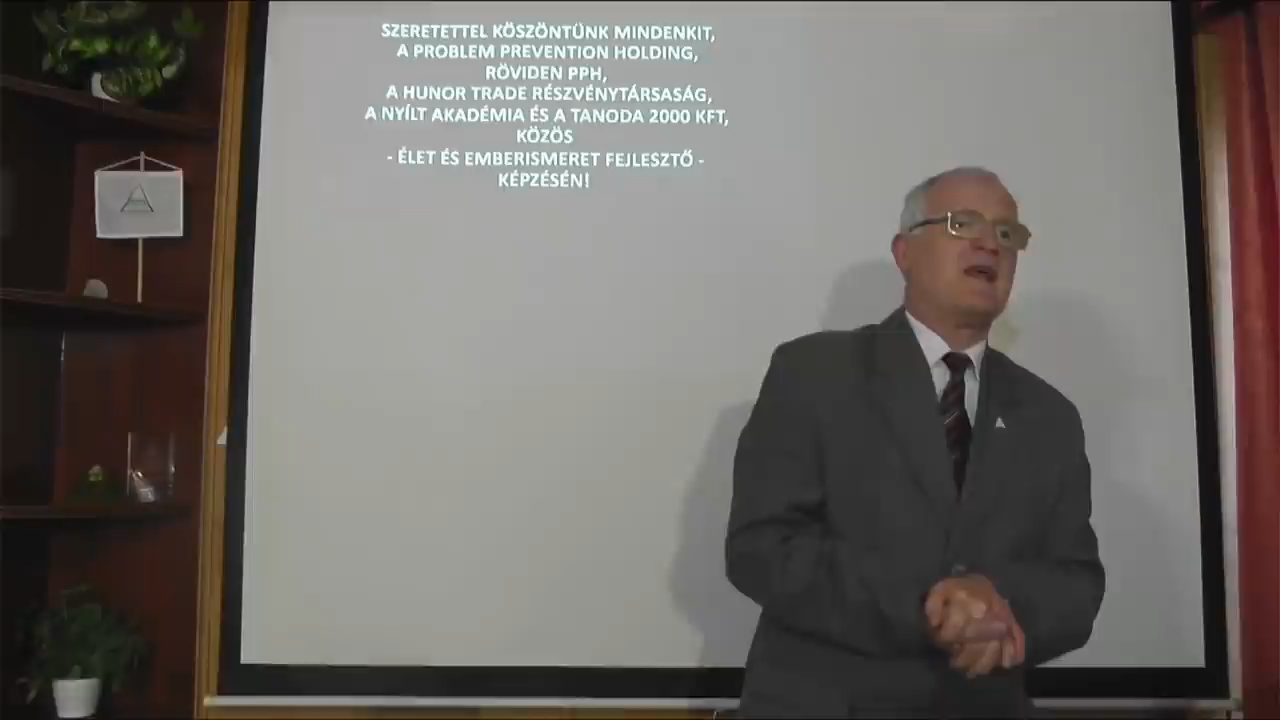 SZERETETTEL KÖSZÖNTÜNK MINDENKIT,
A PROBLEM PREVENTION HOLDING,
RÖVIDEN PPH,
A HUNOR TRADE RÉSZVÉNYTÁRSASÁG,
A NYÍLT AKADÉMIA ÉS A TANODA 2000 KFT,
KÖZÖS
- ÉLET ÉS EMBERISMERET FEJLESZTŐ -
KÉPZÉSÉN!